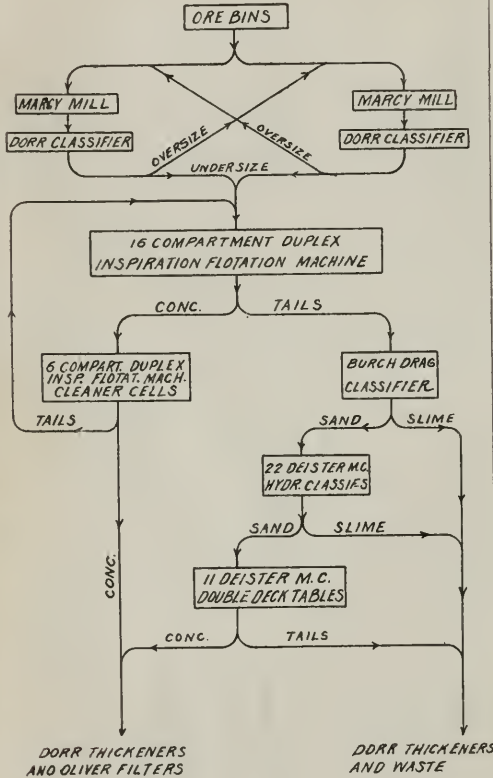 ORE BINS
MARCY MILL
MARCY MILL
DORR CLASSIFIER
DORR CLASSIFIER
OVERSIZE
OVERSIZE
UNDERSIZE
16 COMPARTMENT DUPLEX
INSPIRATION FLOTATION MACHINE
CONC.
TAILS
6 COMPART. DUPLEX
INSP. FLOTAT. MACH.
CLEANER CELLS
BURCH DRAG
CLASSIFIER
TAILS
SAND
SLIME
22 DEISTER M.C.
HYDR. CLASSIFS
SAND
SLIME
CONC.
11 DEISTER M.C.
DOUBLE DECK TABLES
CONC.
TAILS
DORR THICKENERS
AND OLIVER FILTERS
DORR THICKENERS
AND WASTE